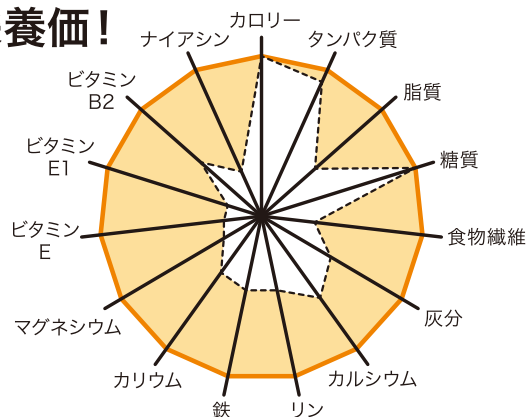 養価！
カロリー
タンパク質
脂質
糖質
食物繊維
灰分
カルシウム
リン
鉄
カリウム
マグネシウム
ビタミン
E
ビタミン
E1
ビタミン
B2
ナイアシン